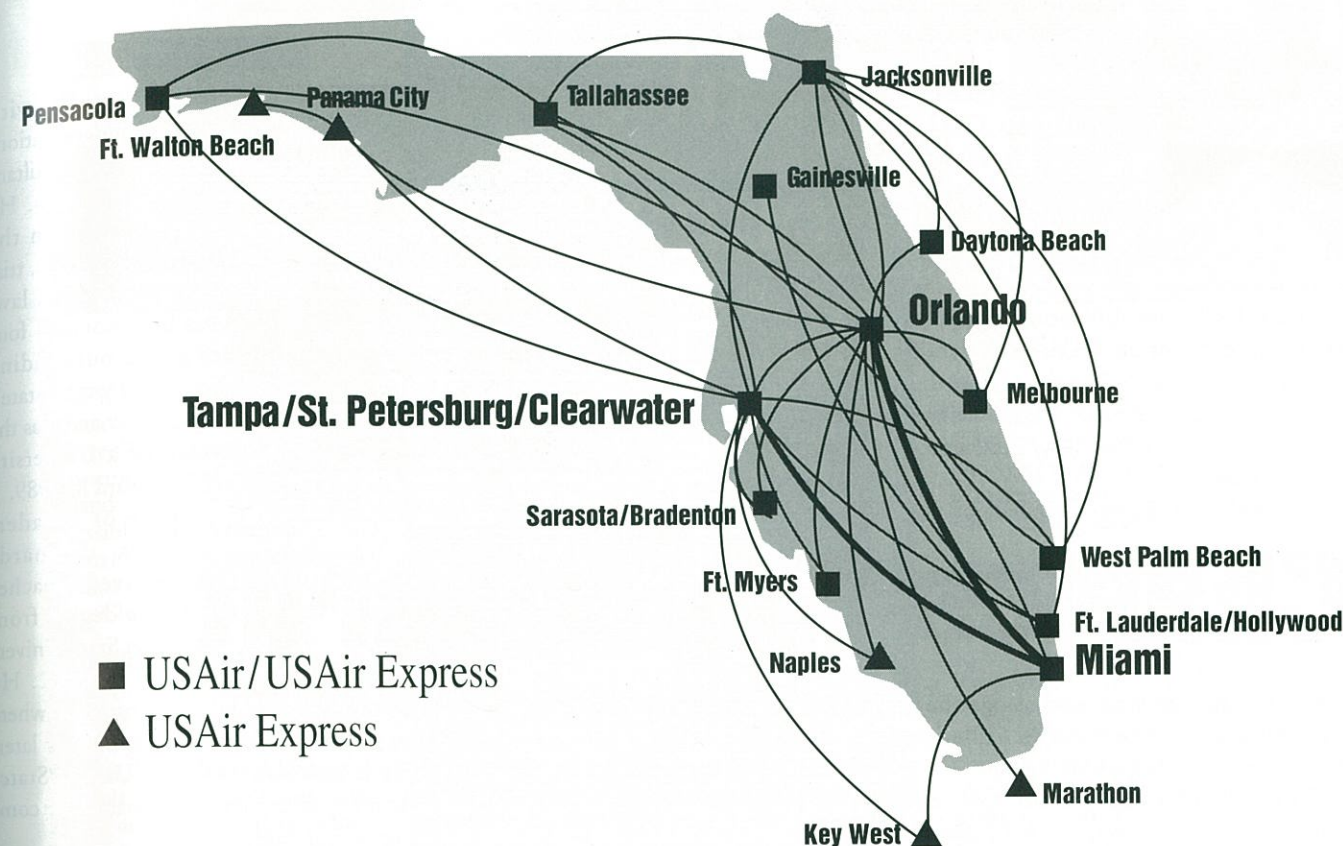 Jacksonville
Pensacola
Panama City
Tallahassee
Ft. Walton Beach
Gainesville
Daytona Beach
Orlando
Melbourne
Tampa/St. Petersburg/Clearwater
Sarasota/Bradenton
West Palm Beach
Ft. Myers
Ft. Lauderdale/Hollywood
Miami
Naples
USAir/USAir Express
USAir Express
Marathon
Key West